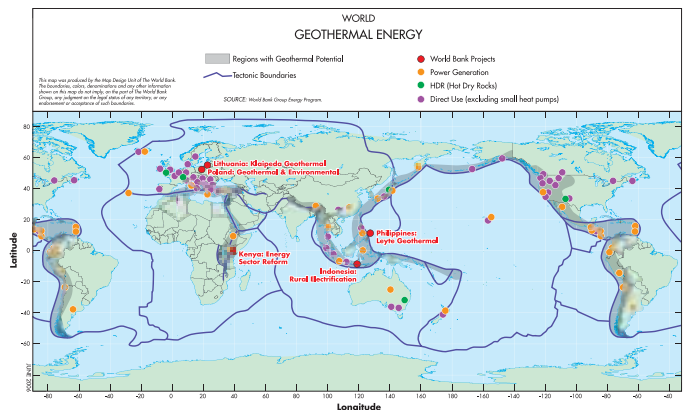 WORLD
GEOTHERMAL ENERGY
Regions with Geothermal Potential
Tectonic Boundaries
World Bank Projects
Power Generation
HDR (Hot Dry Rocks)
Direct Use (excluding small heat pumps)
This map was produced by the Map Design Unit of The World Bank.
The boundaries, colors, denominations and any other information
shown on this map do not imply, on the part of The World Bank
Group, any judgment on the legal status of any territory, or any
endorsement or acceptance of such boundaries.
SOURCE: World Bank Group Energy Program.
Latitude
80
60
40
20
0
-20
-40
-60
Lithuania: Klaipeda Geothermal
Poland: Geothermal & Environmental
Philippines:
Leyte Geothermal
Kenya: Energy
Sector Reform
Indonesia:
Rural Electrification
JUNE 2006
-80 -60 -40 -20 0 20 40 60 80 100 120 140 160 180 -160 -140 -120 -100 -80 -60 -40
Longitude